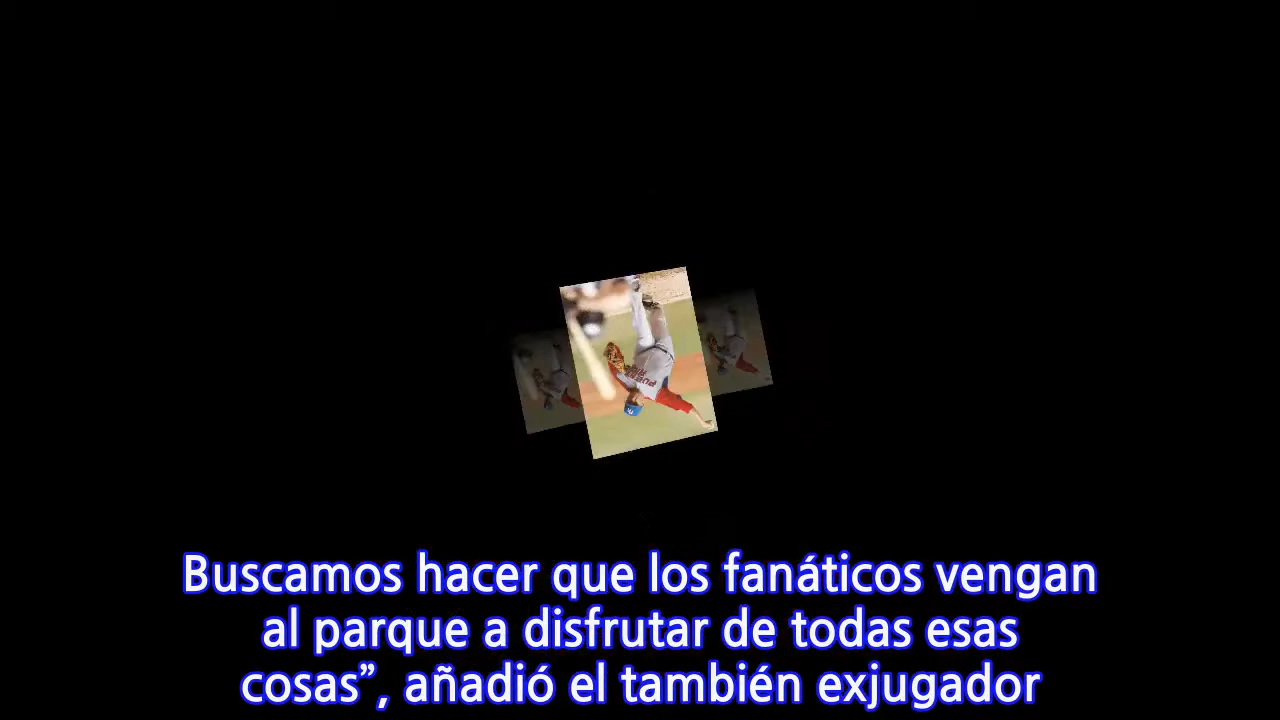 Buscamos hacer que los fanáticos vengan
al parque a disfrutar de todas esas
cosas”, añadió el también exjugador